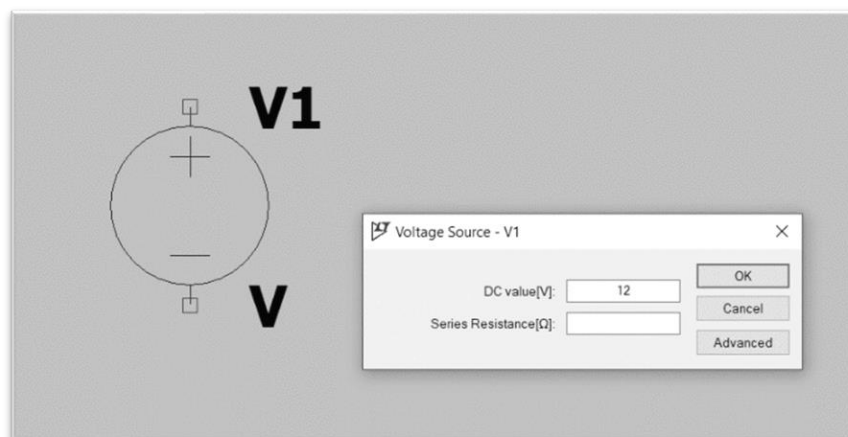 V1
V
Voltage Source - V1
DC value[V]: 12
Series Resistance[Ω]:
OK
Cancel
Advanced